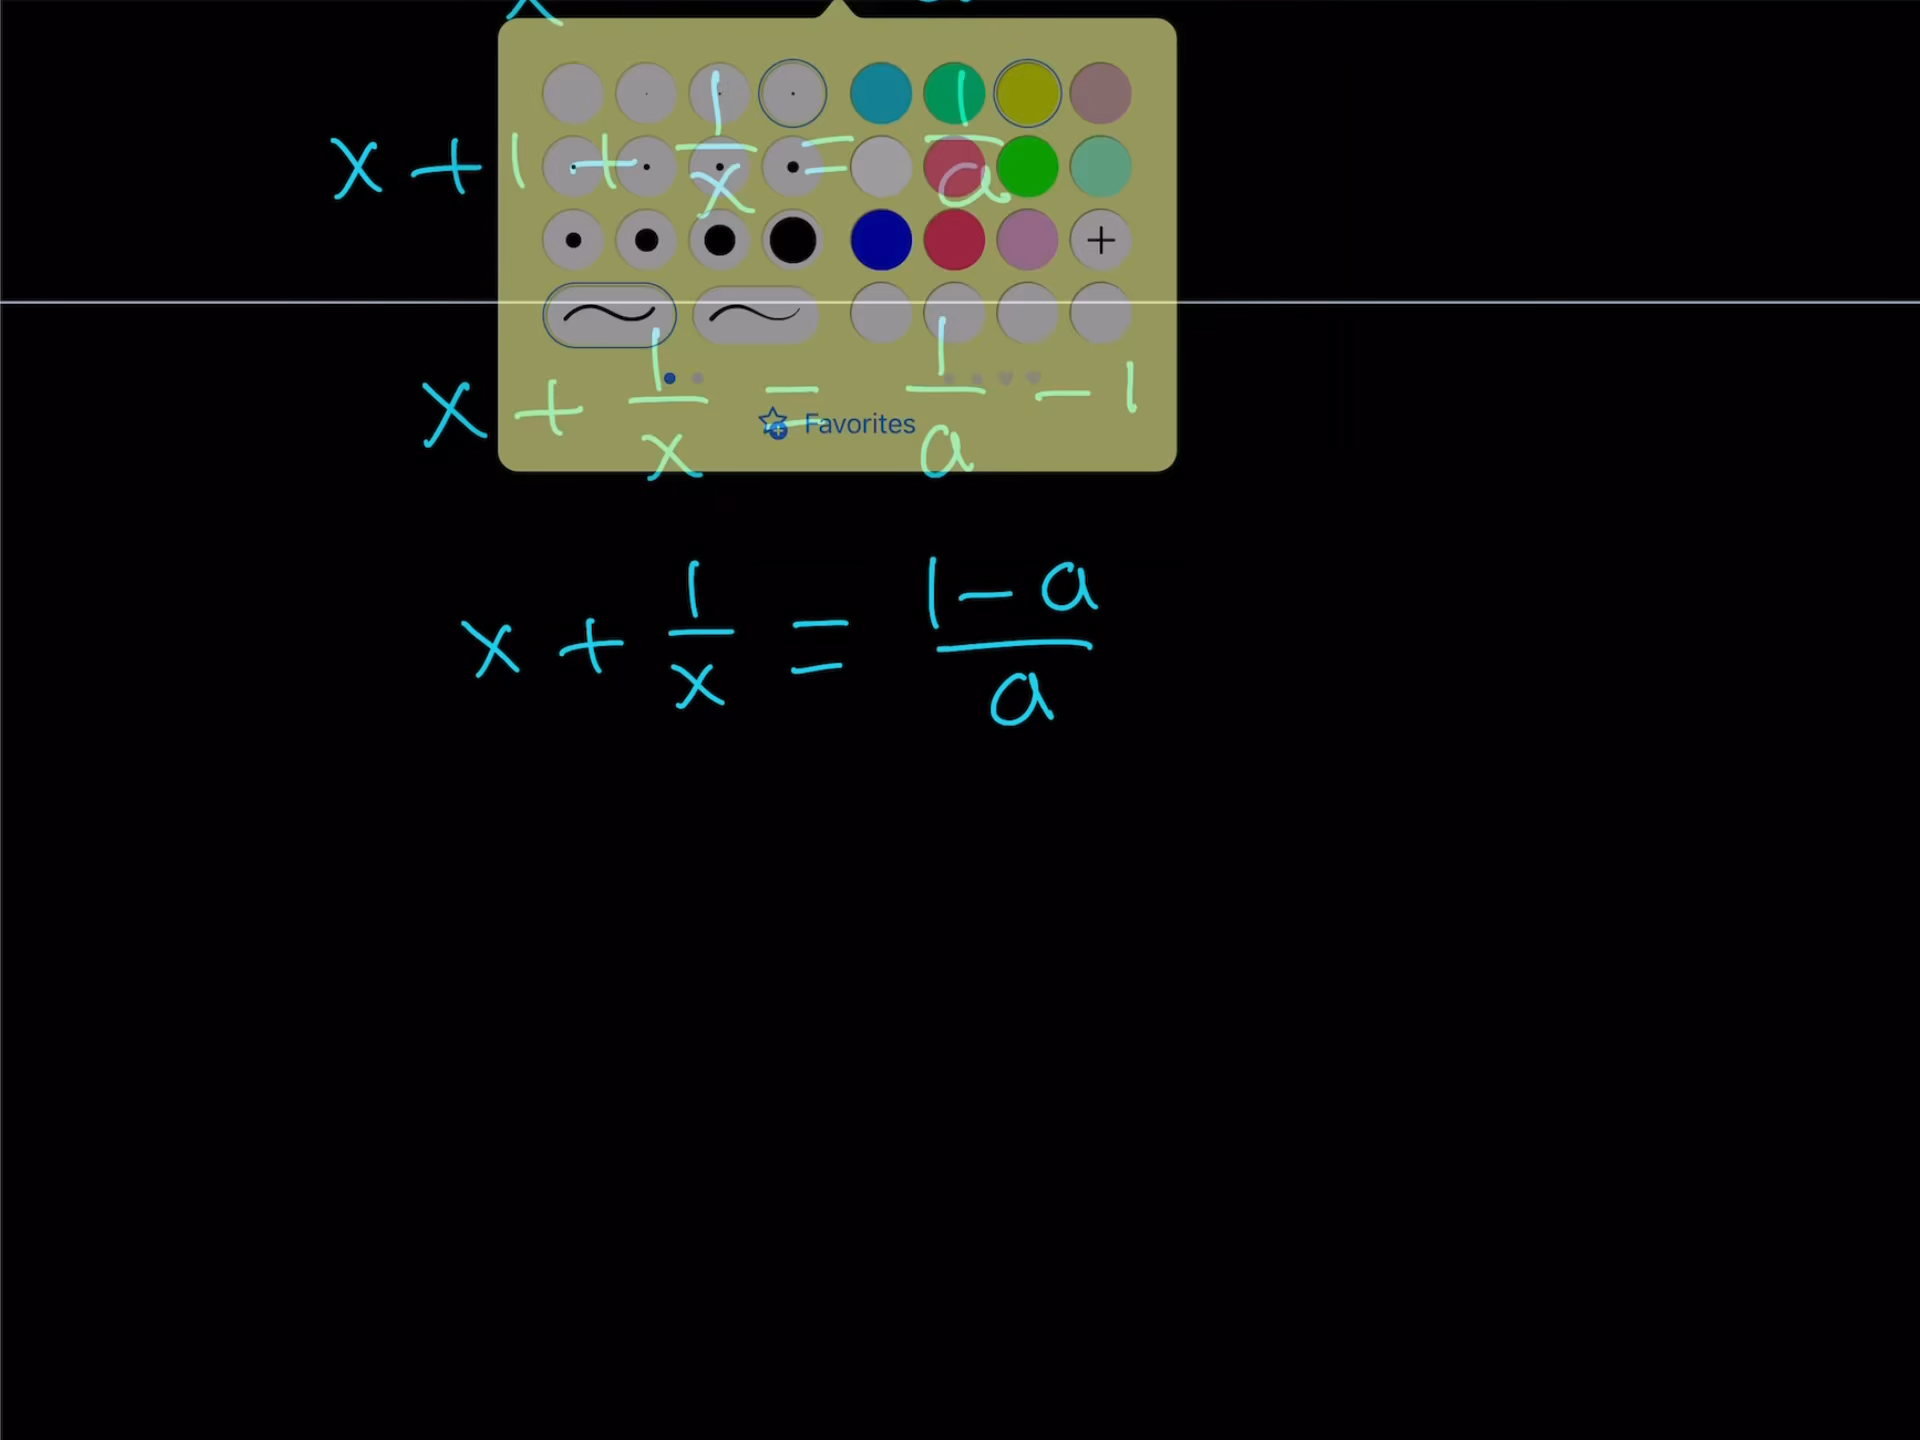 x + 1 + 1/x = 1/a
x + 1/x = 1/a - 1
Favorites
x + 1/x = (1 - a)/a